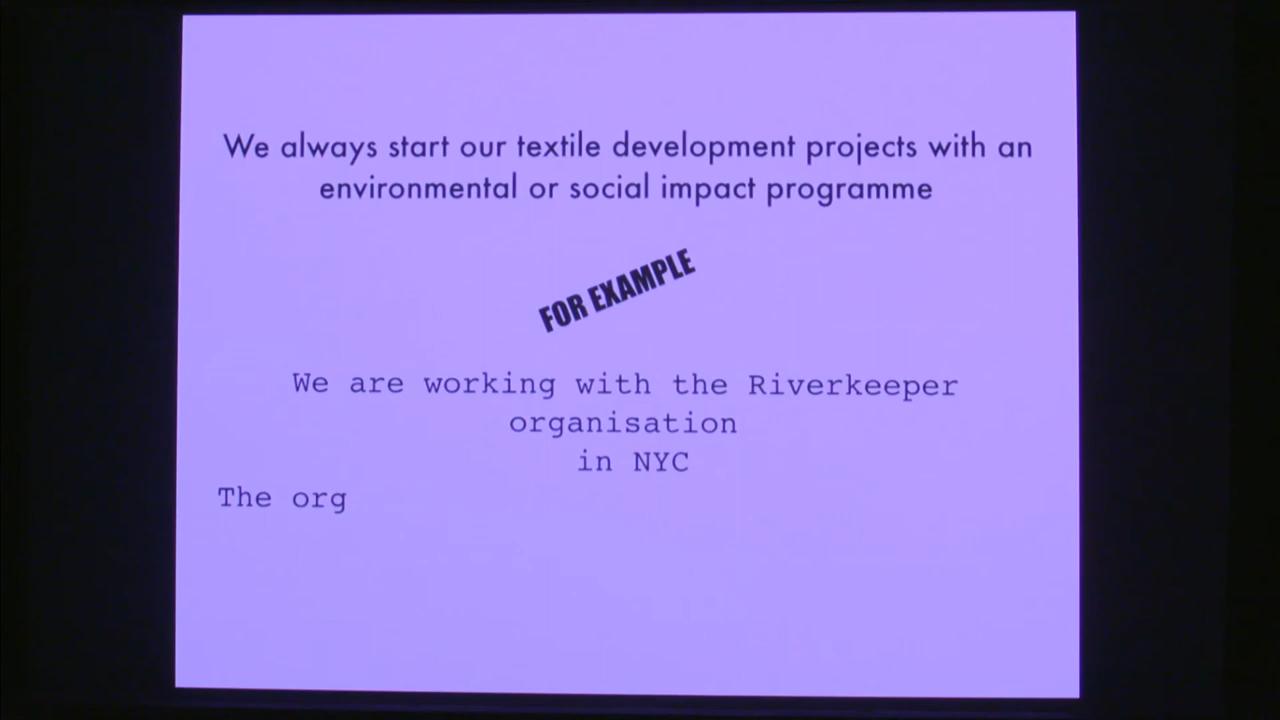 We always start our textile development projects with an
environmental or social impact programme
FOR EXAMPLE
We are working with the Riverkeeper
organisation
in NYC
The org